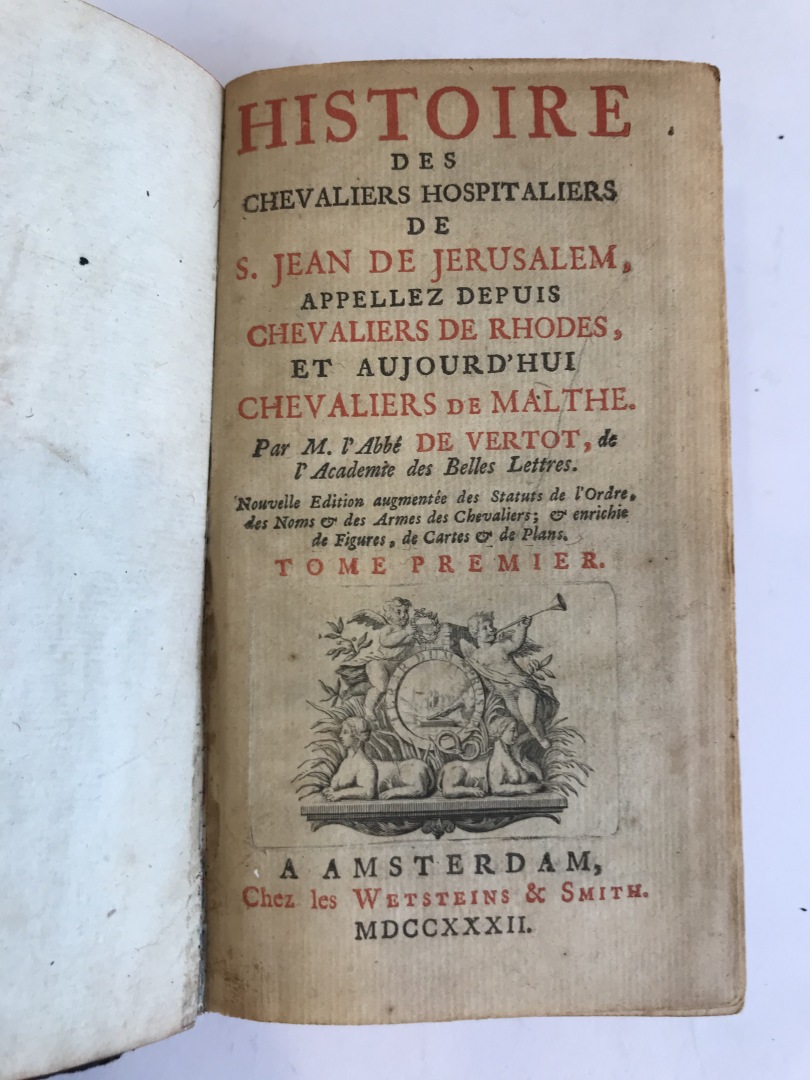 HISTOIRE
DES
CHEVALIERS HOSPITALIERS
DE
S. JEAN DE JERUSALEM,
APPELLEZ DEPUIS
CHEVALIERS DE RHODES,
ET AUJOURD'HUI
CHEVALIERS DE MALTHE.
Par M. l'Abbé DE VERTOT, de
l'Academie des Belles Lettres.
Nouvelle Edition augmentée des Statuts de l'Ordre,
des Noms & des Armes des Chevaliers; & enrichie
de Figures, de Cartes & de Plans.
TOME PREMIER.
A AMSTERDAM,
Chez les WETSTEINS & SMITH.
MDCCXXXII.